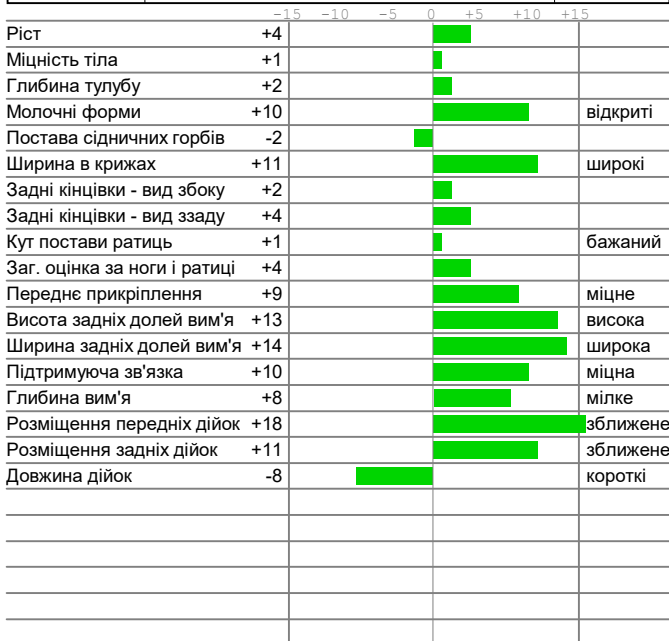 -15 -10 -5 0 +5 +10 +15
Ріст +4
Міцність тіла +1
Глибина тулубу +2
Молочні форми +10 відкриті
Постава сідничних горбів -2
Ширина в крижах +11 широкі
Задні кінцівки - вид збоку +2
Задні кінцівки - вид ззаду +4
Кут постави ратиць +1 бажаний
Заг. оцінка за ноги і ратиці +4
Переднє прикріплення +9 міцне
Висота задніх долей вим'я +13 висока
Ширина задніх долей вим'я +14 широка
Підтримуюча зв'язка +10 міцна
Глибина вим'я +8 мілке
Розміщення передніх дійок +18 зближене
Розміщення задніх дійок +11 зближене
Довжина дійок -8 короткі